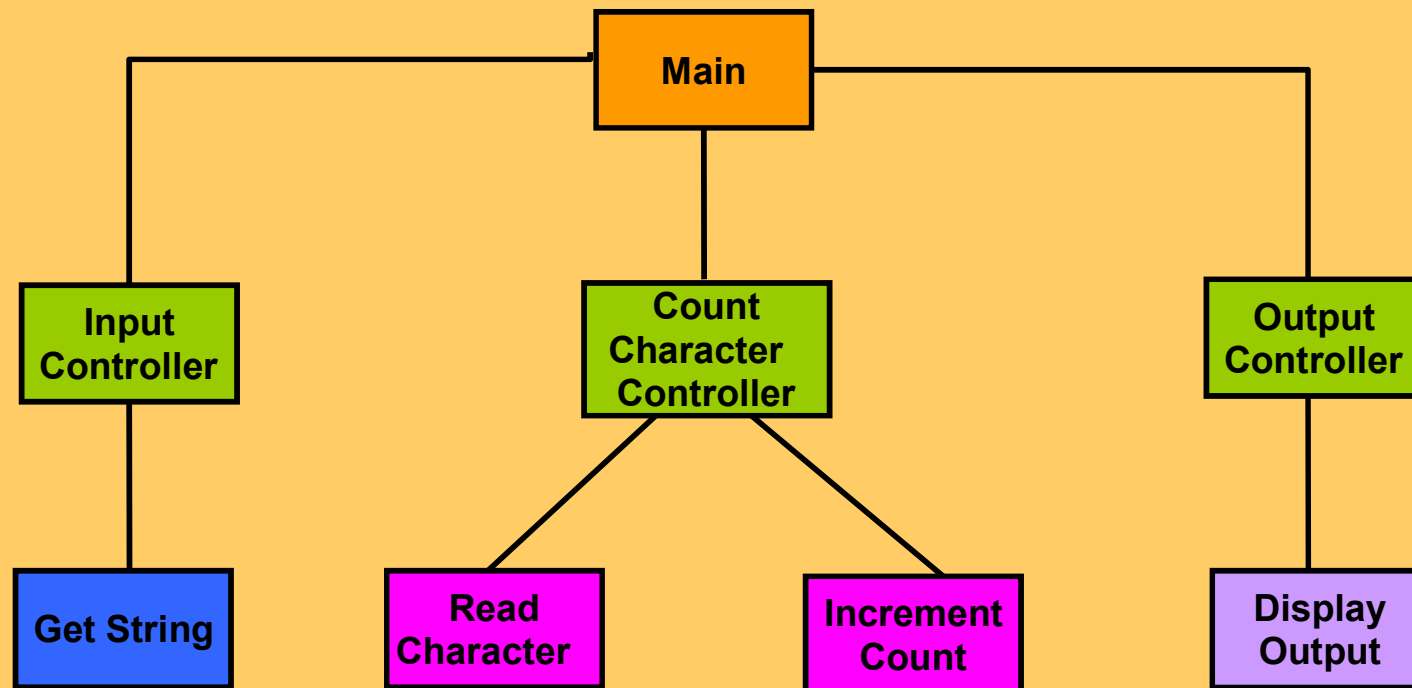 Main
Input
Controller
Count
Character
Controller
Output
Controller
Get String
Read
Character
Increment
Count
Display
Output